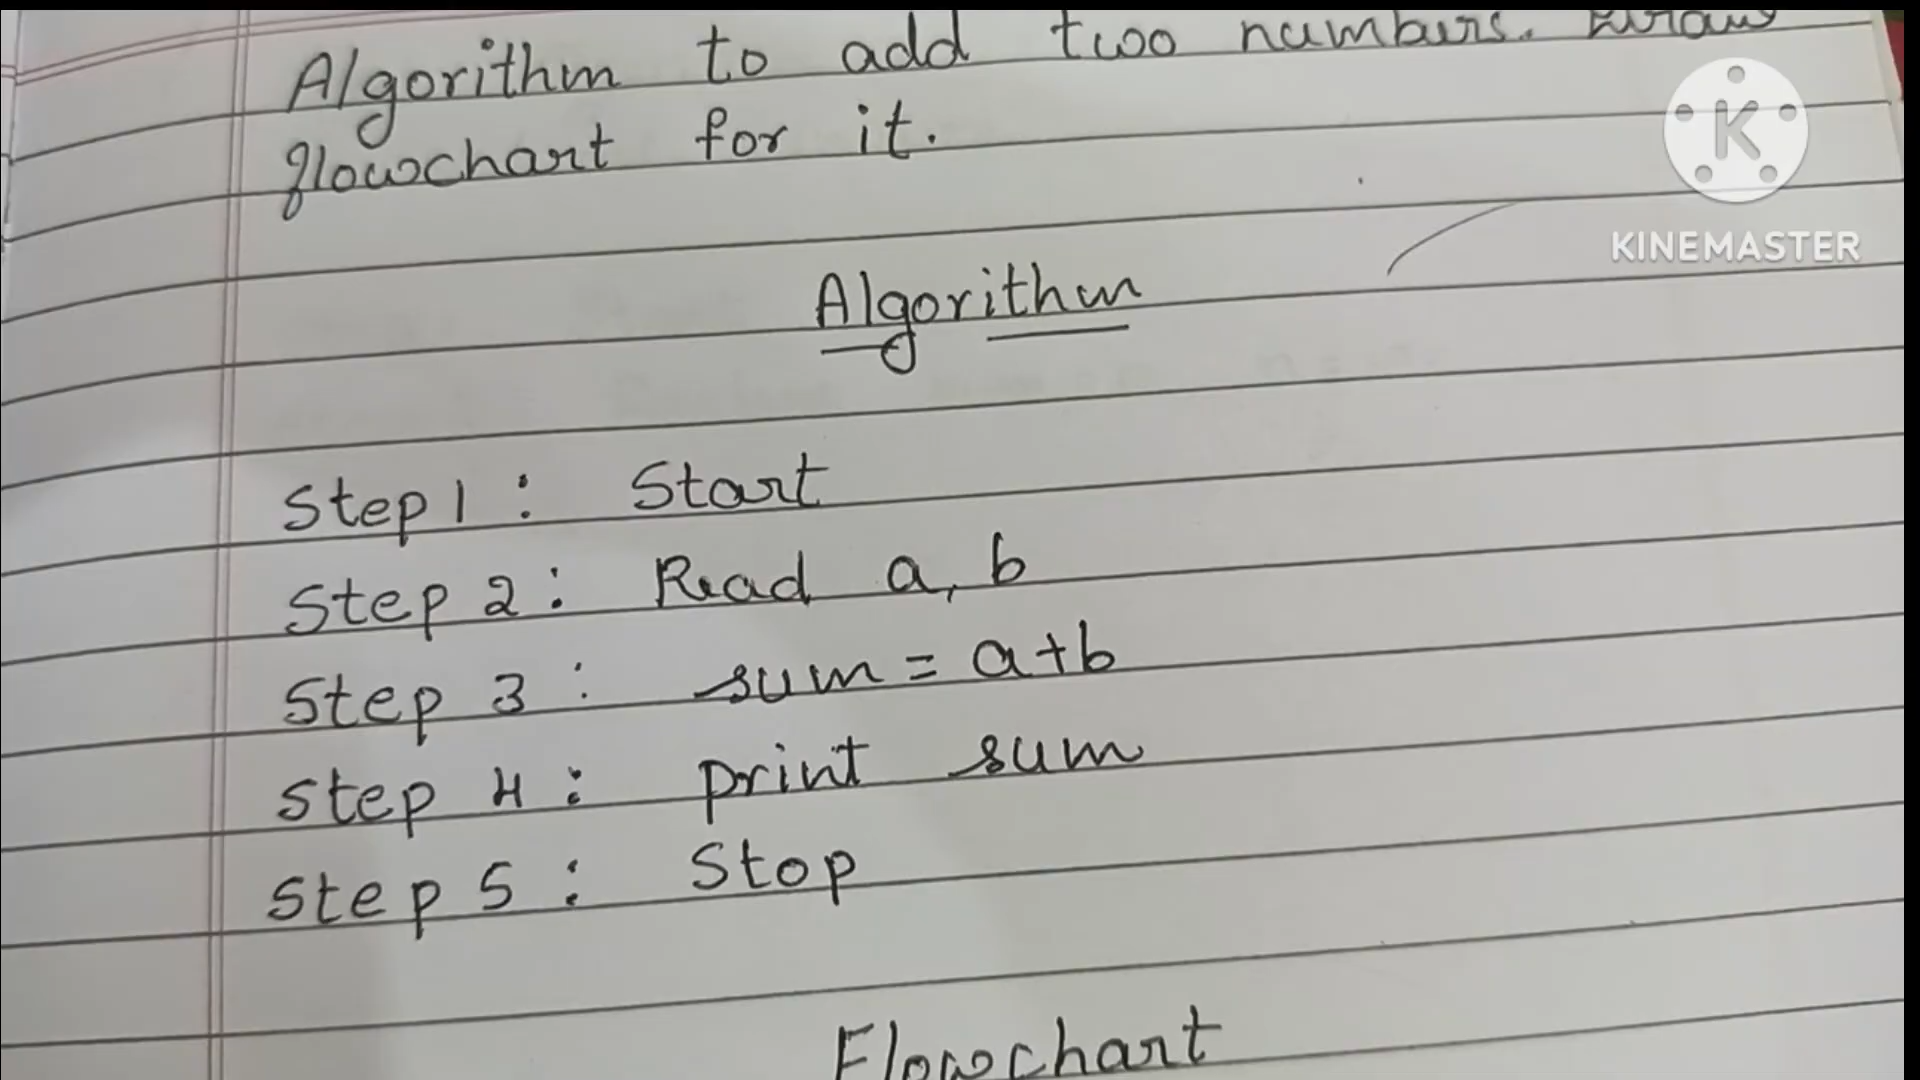 Algorithm to add two numbers. Draw
flowchart for it.
KINEMASTER
Algorithm
Step 1 : Start
Step 2 : Read a, b
Step 3 : sum = a+b
Step 4 : print sum
Step 5 : Stop
Flowchart